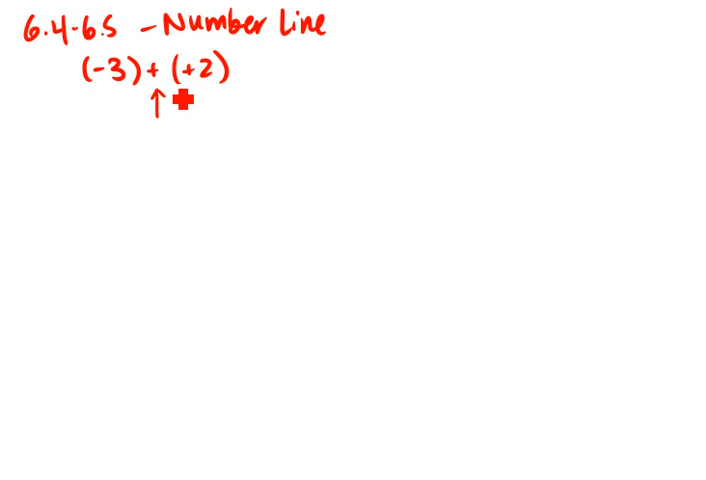 6.4-6.5 - Number Line
(-3) + (+2)
↑